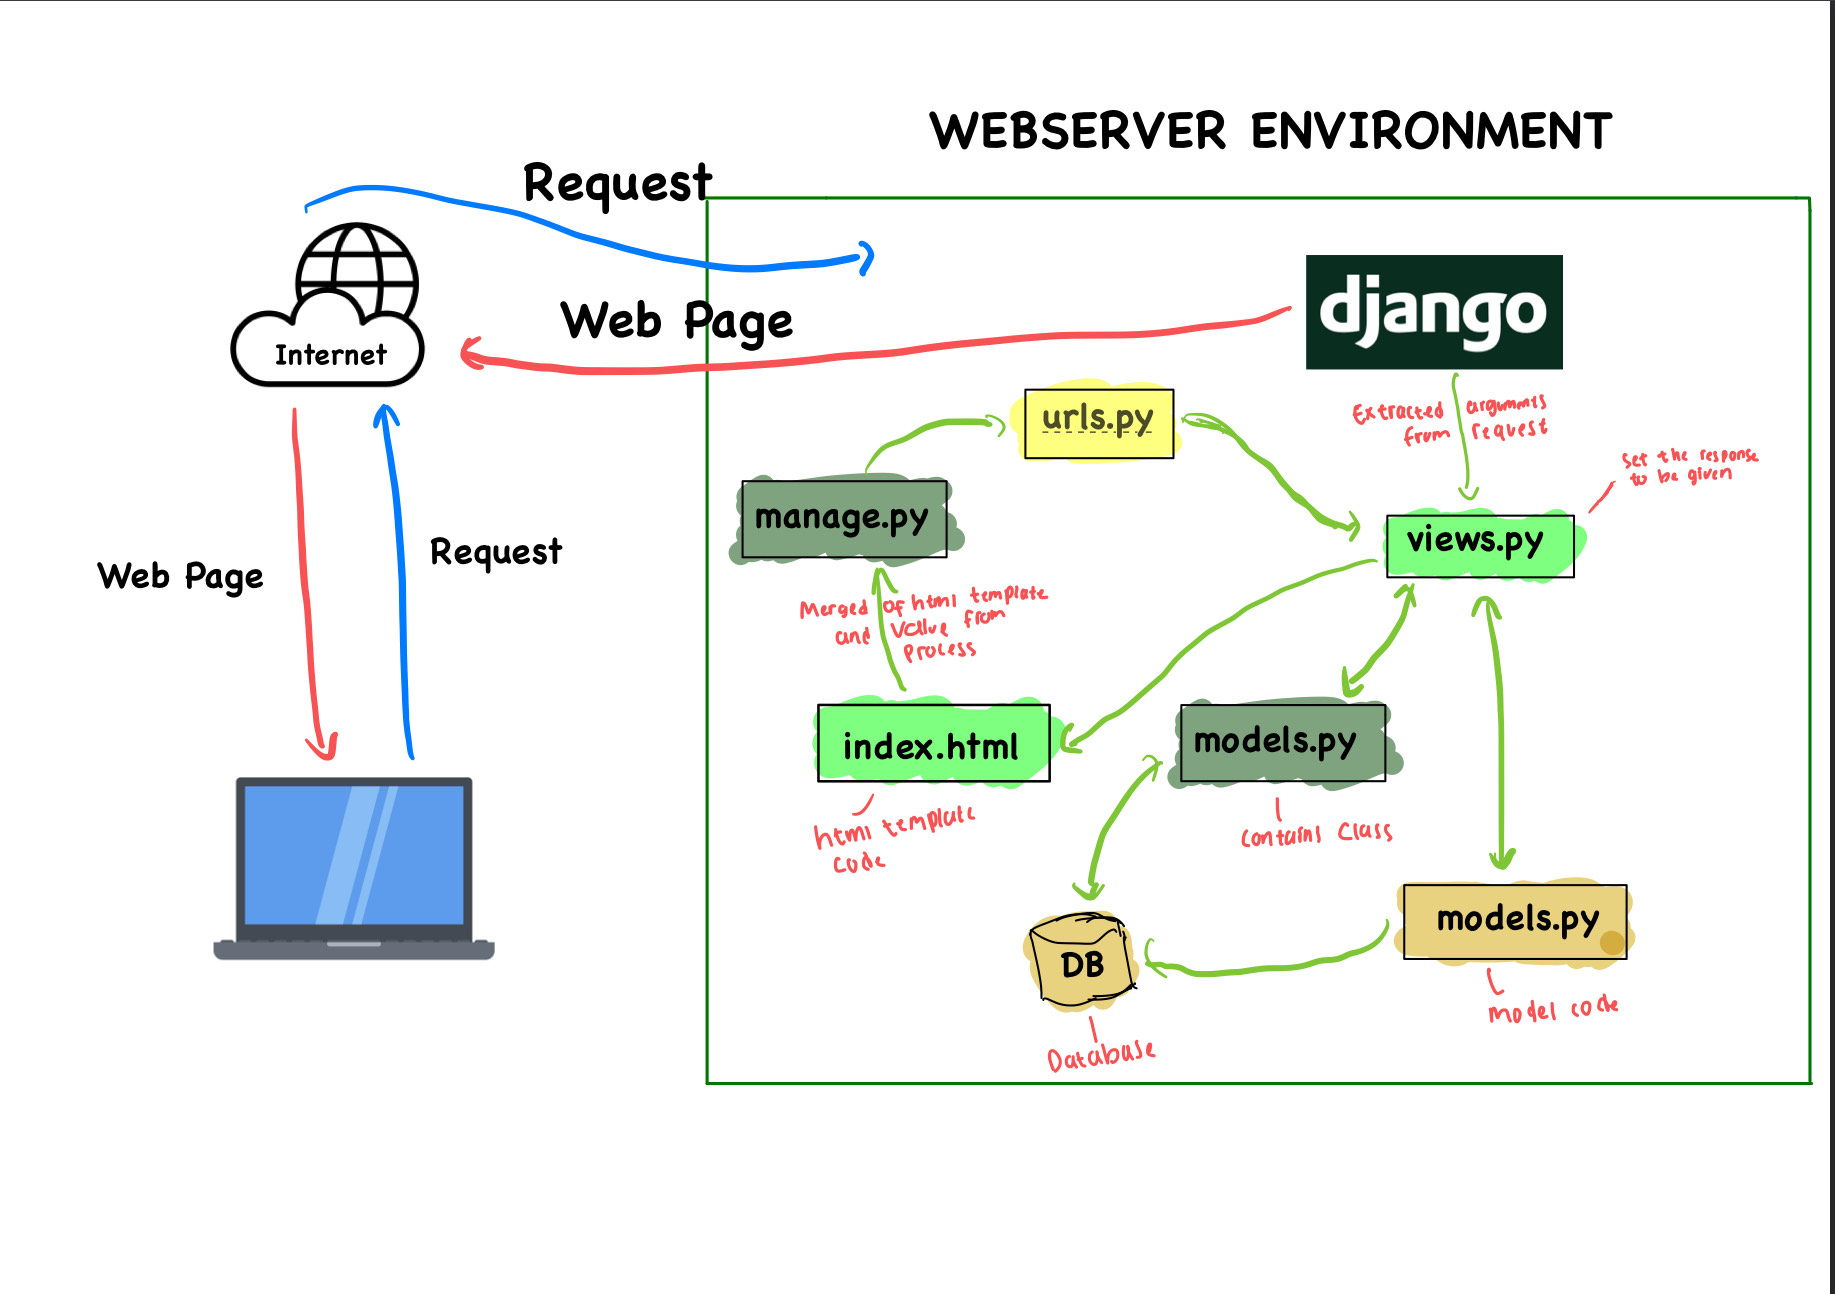 WEBSERVER ENVIRONMENT
Request
Web Page
Internet
django
Extracted arguments
from request
set the response
to be given
urls.py
manage.py
views.py
Web Page
Request
Merged of html template
and value from
process
index.html
models.py
html template
code
contains class
DB
models.py
Database
model code